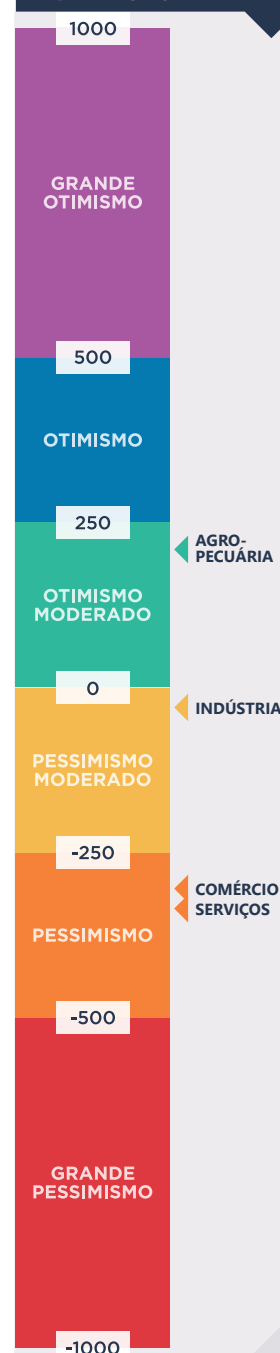 1000
GRANDE
OTIMISMO
500
OTIMISMO
250
AGRO-
PECUÁRIA
OTIMISMO
MODERADO
0
INDÚSTRIA
PESSIMISMO
MODERADO
-250
COMÉRCIO
SERVIÇOS
PESSIMISMO
-500
GRANDE
PESSIMISMO
-1000